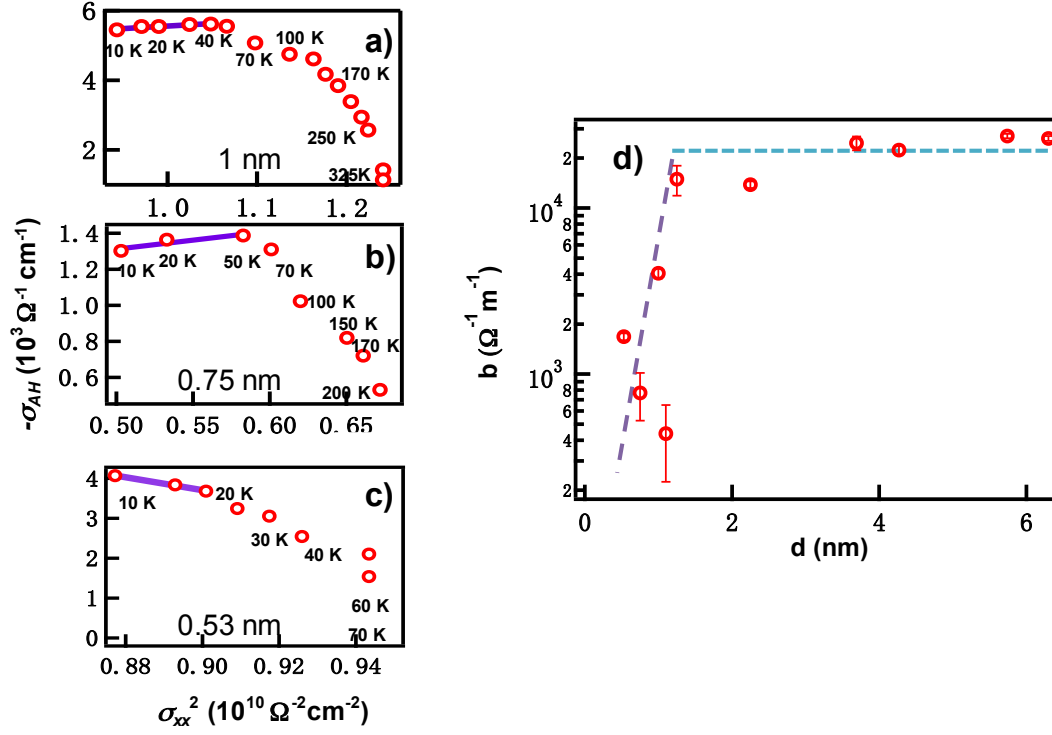 6
4
2
a)
10 K
20 K
40 K
70 K
100 K
170 K
250 K
325K
1 nm
1.0
1.1
1.2
-σAH (10³ Ω⁻¹ cm⁻¹)
1.4
1.2
1.0
0.8
0.6
b)
10 K
20 K
50 K
70 K
100 K
150 K
170 K
200 K
0.75 nm
0.50
0.55
0.60
0.65
4
3
2
1
0
c)
10 K
20 K
30 K
40 K
60 K
70 K
0.53 nm
0.88
0.90
0.92
0.94
σxx² (10¹⁰ Ω⁻²cm⁻²)
d)
b (Ω⁻¹m⁻¹)
2
10⁴
8
6
4
2
10³
8
6
4
2
0
2
4
6
d (nm)